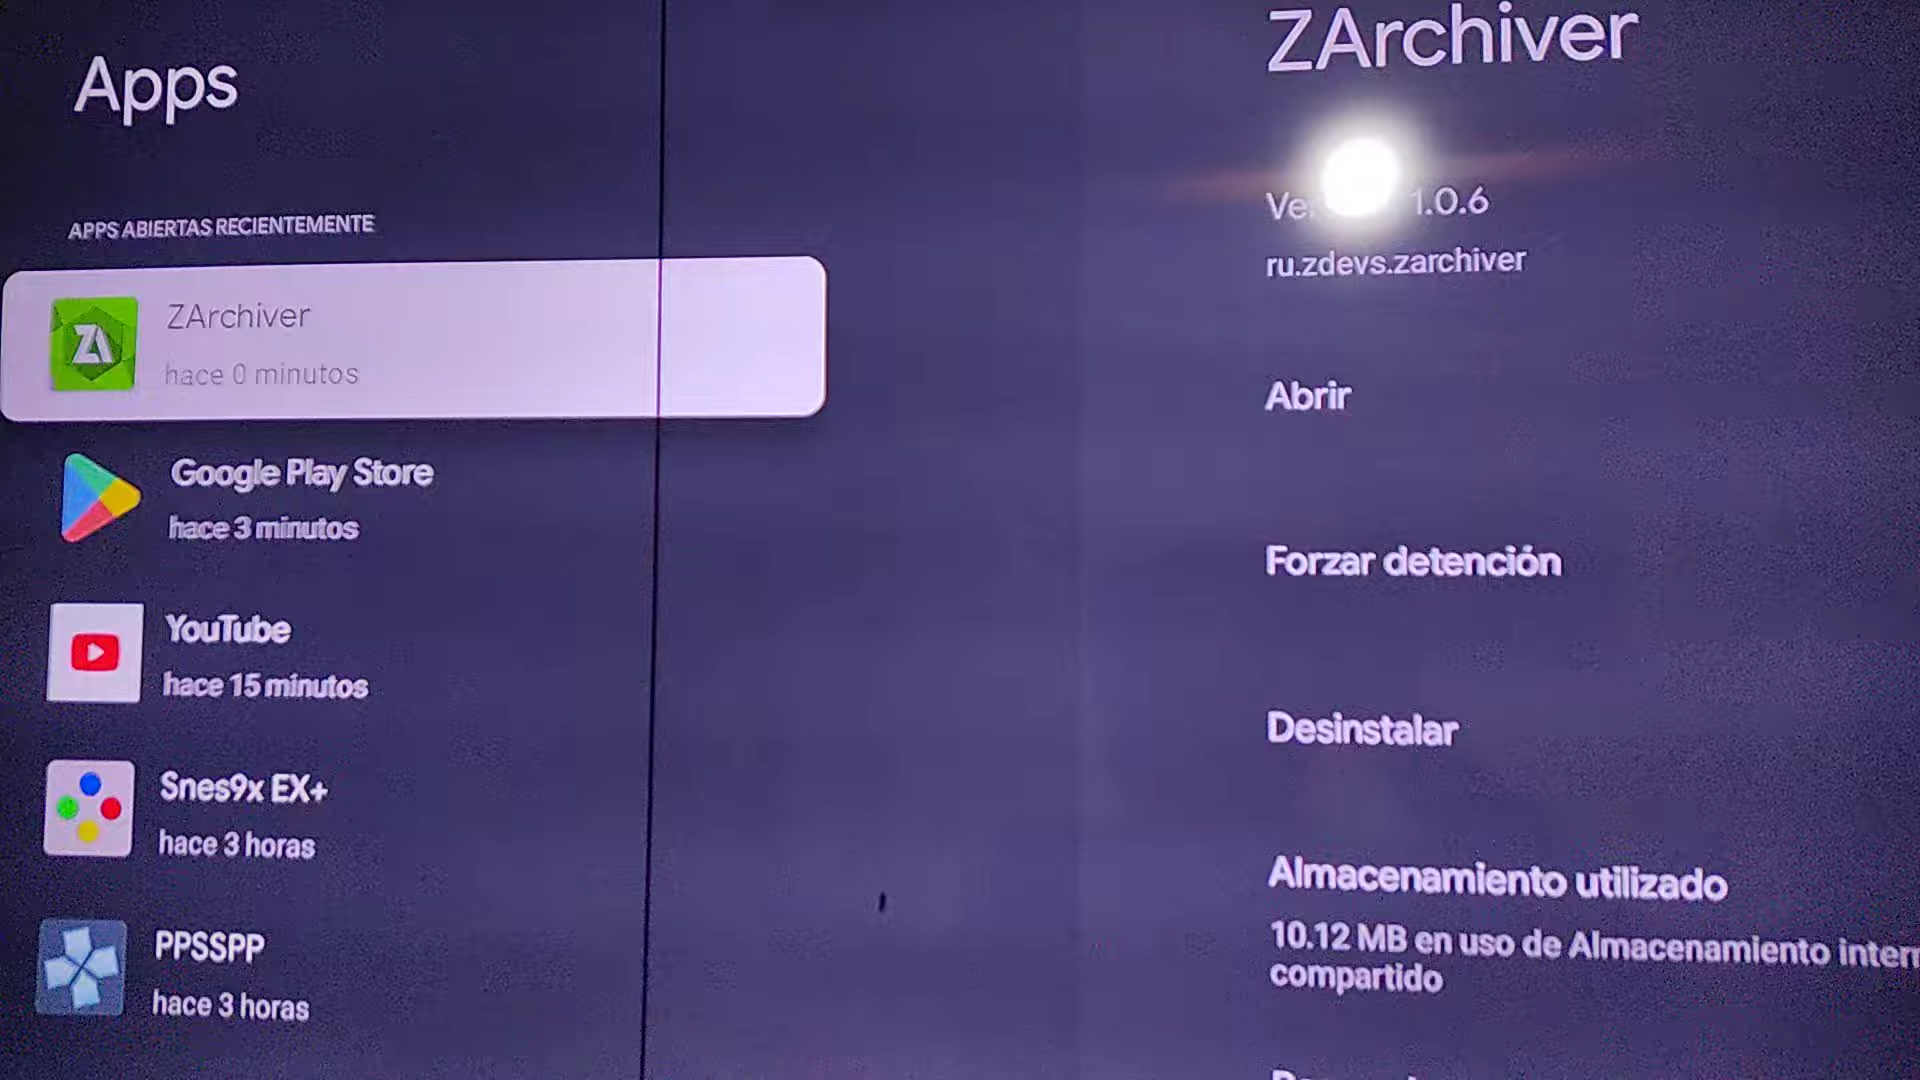 Apps
APPS ABIERTAS RECIENTEMENTE
ZArchiver
hace 0 minutos
Google Play Store
hace 3 minutos
YouTube
hace 15 minutos
Snes9x EX+
hace 3 horas
PPSSPP
hace 3 horas
ZArchiver
1.0.6
ru.zdevs.zarchiver
Abrir
Forzar detención
Desinstalar
Almacenamiento utilizado
10.12 MB en uso de Almacenamiento
compartido